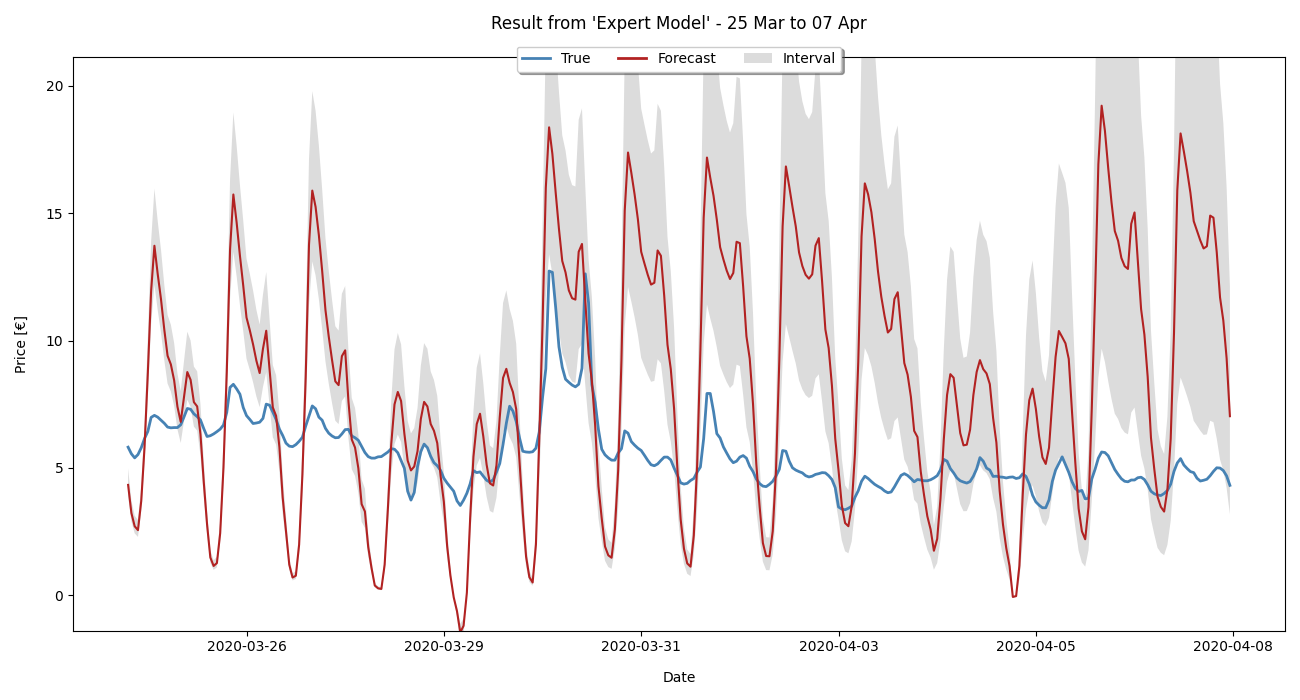 Result from 'Expert Model' - 25 Mar to 07 Apr
True Forecast Interval
20
15
10
5
0
Price [€]
2020-03-26 2020-03-29 2020-03-31 2020-04-03 2020-04-05 2020-04-08
Date